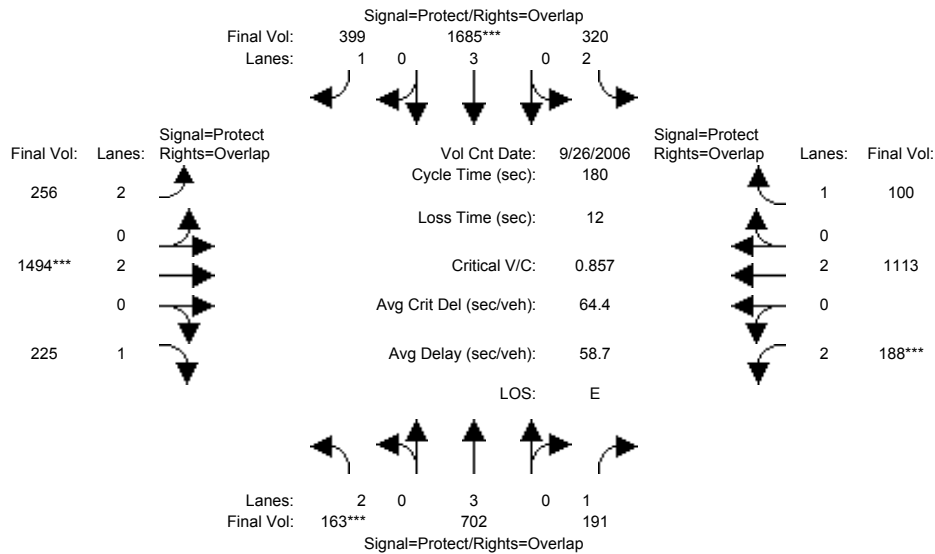 Signal=Protect/Rights=Overlap
Final Vol: 399 1685*** 320
Lanes: 1 0 3 0 2
Signal=Protect Signal=Protect
Final Vol: Lanes: Rights=Overlap Vol Cnt Date: 9/26/2006 Rights=Overlap Lanes: Final Vol:
Cycle Time (sec): 180
256 2 1 100
Loss Time (sec): 12
0 0
1494*** 2 Critical V/C: 0.857 2 1113
0 Avg Crit Del (sec/veh): 64.4 0
225 1 Avg Delay (sec/veh): 58.7 2 188***
LOS: E
Lanes: 2 0 3 0 1
Final Vol: 163*** 702 191
Signal=Protect/Rights=Overlap